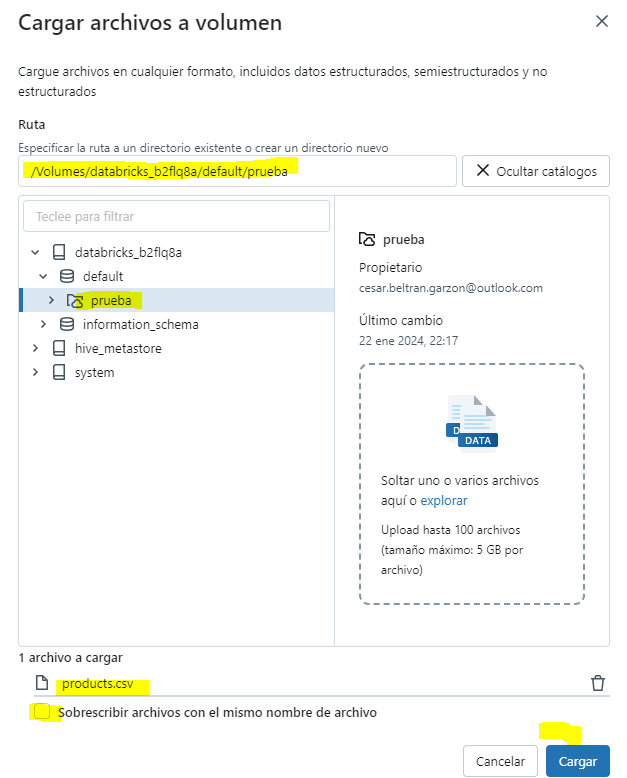 Cargar archivos a volumen
Cargue archivos en cualquier formato, incluidos datos estructurados, semiestructurados y no
estructurados
Ruta
Especificar la ruta a un directorio existente o crear un directorio nuevo
/Volumes/databricks_b2flq8a/default/prueba
Ocultar catálogos
Teclee para filtrar
databricks_b2flq8a
default
prueba
information_schema
hive_metastore
system
prueba
Propietario
cesar.beltran.garzon@outlook.com
Último cambio
22 ene 2024, 22:17
D
DATA
Soltar uno o varios archivos
aquí o explorar
Upload hasta 100 archivos
(tamaño máximo: 5 GB por
archivo)
1 archivo a cargar
products.csv
Sobrescribir archivos con el mismo nombre de archivo
Cancelar
Cargar